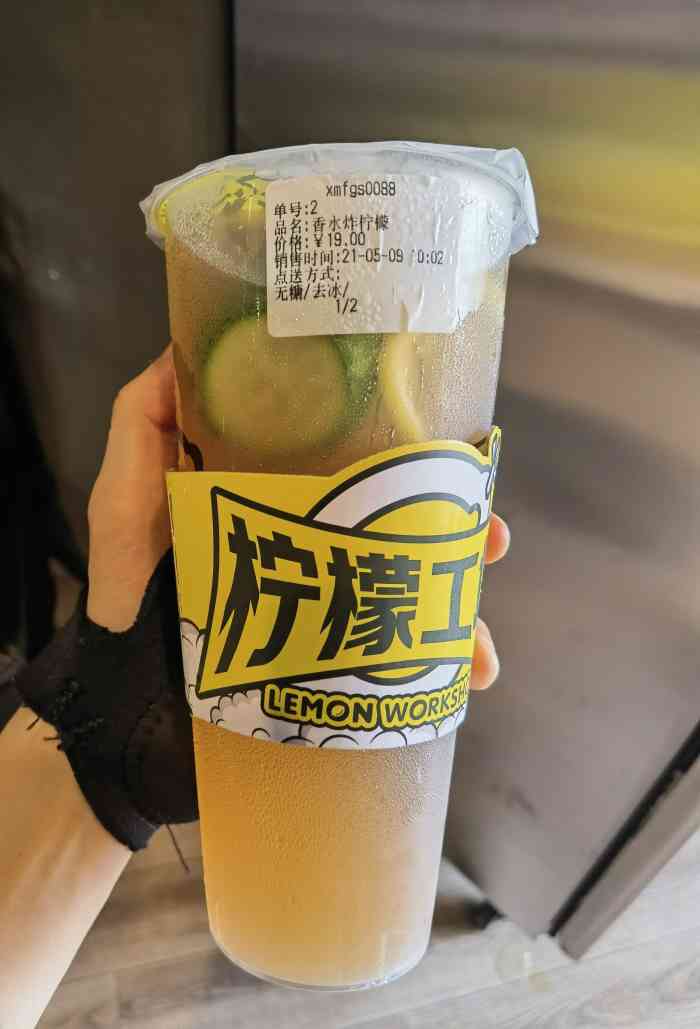 xmfgs0088
单号:2
品名:香水炸柠檬
价格:¥19.00
销售时间:21-05-09 10:02
点送方式:
无糖/去冰/
1/2
柠檬工
LEMON WORKSHO